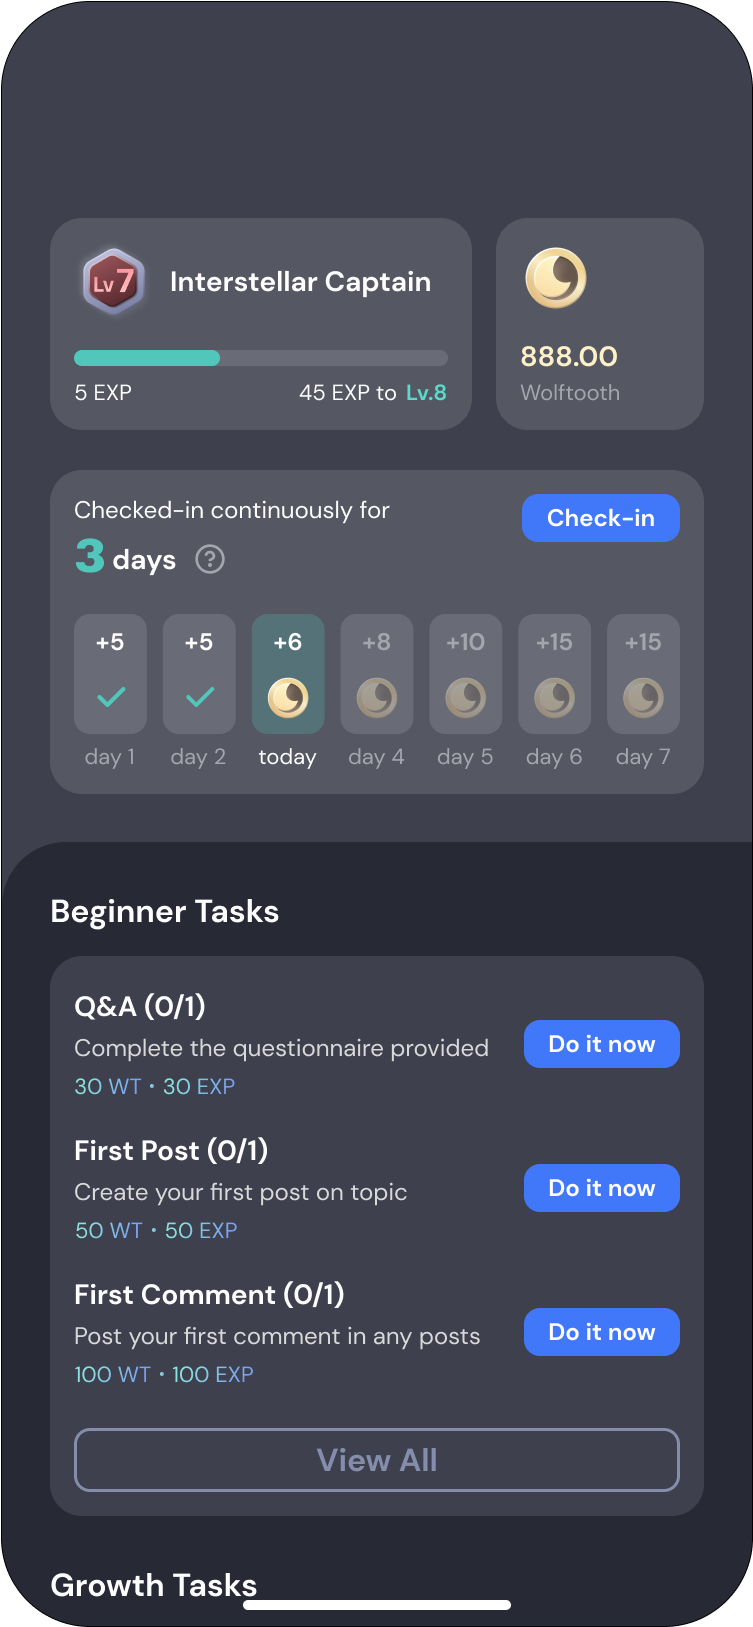 Lv 7
Interstellar Captain
5 EXP
45 EXP to Lv.8
888.00
Wolftooth
Checked-in continuously for
3 days ?
Check-in
+5 +5 +6 +8 +10 +15 +15
day 1 day 2 today day 4 day 5 day 6 day 7
Beginner Tasks
Q&A (0/1)
Complete the questionnaire provided
30 WT · 30 EXP
Do it now
First Post (0/1)
Create your first post on topic
50 WT · 50 EXP
Do it now
First Comment (0/1)
Post your first comment in any posts
100 WT · 100 EXP
Do it now
View All
Growth Tasks